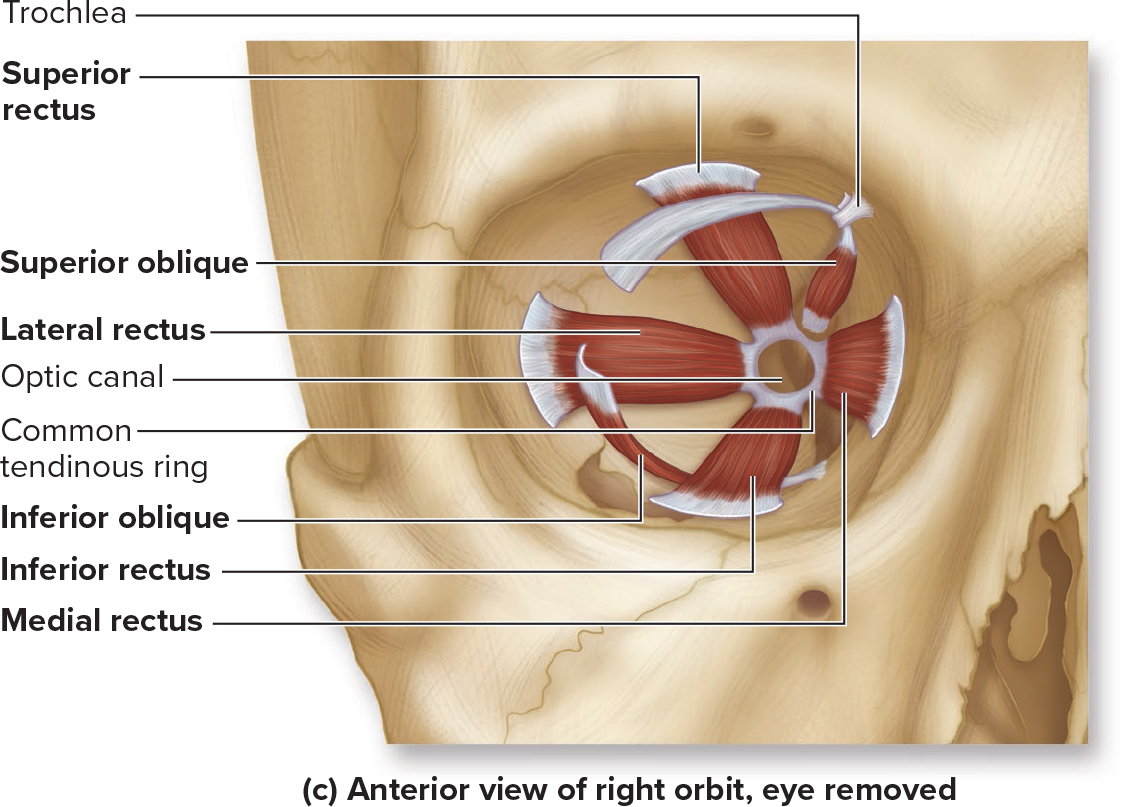 Trochlea
Superior
rectus
Superior oblique
Lateral rectus
Optic canal
Common
tendinous ring
Inferior oblique
Inferior rectus
Medial rectus
(c) Anterior view of right orbit, eye removed